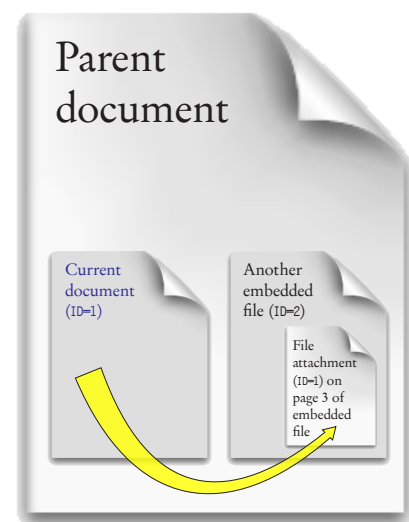 Parent
document
Current
document
(ID=1)
Another
embedded
file (ID=2)
File
attachment
(ID=1) on
page 3 of
embedded
file